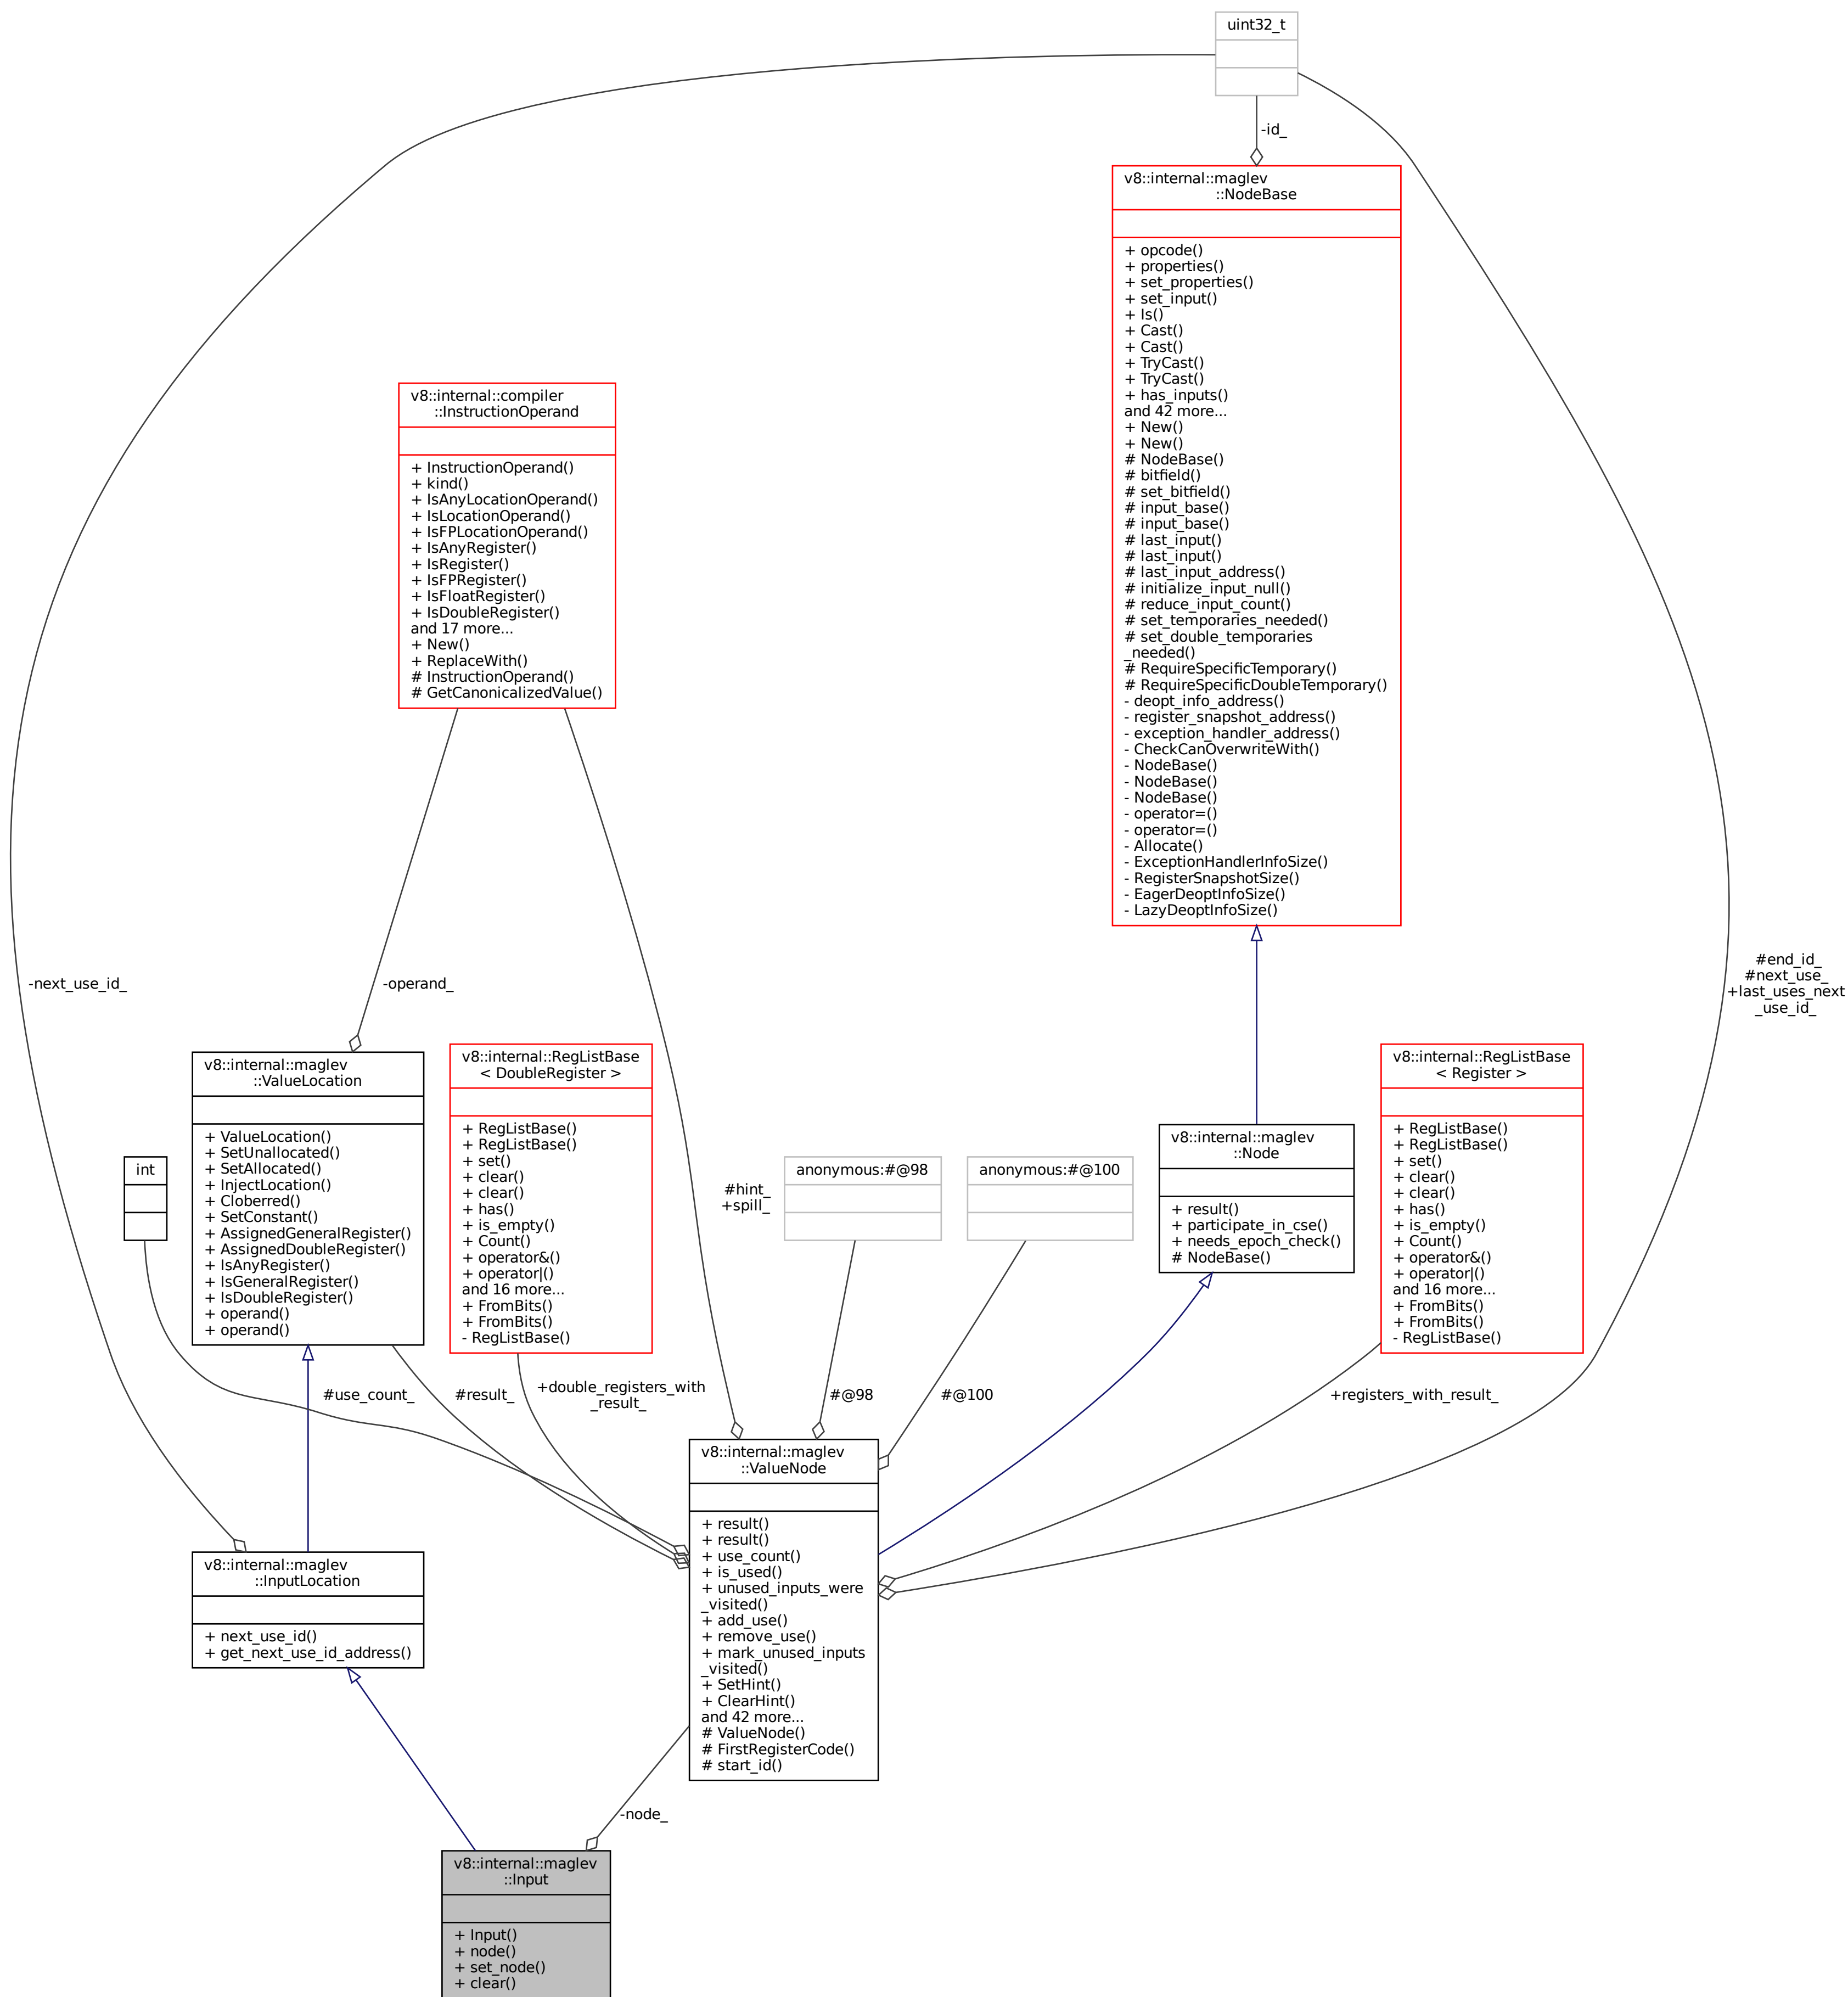 uint32_t
-id_
v8::internal::maglev
::NodeBase
+ opcode()
+ properties()
+ set_properties()
+ set_input()
+ Is()
+ Cast()
+ Cast()
+ TryCast()
+ TryCast()
+ has_inputs()
and 42 more...
+ New()
+ New()
# NodeBase()
# bitfield()
# set_bitfield()
# input_base()
# input_base()
# last_input()
# last_input()
# last_input_address()
# initialize_input_null()
# reduce_input_count()
# set_temporaries_needed()
# set_double_temporaries
_needed()
# RequireSpecificTemporary()
# RequireSpecificDoubleTemporary()
- deopt_info_address()
- register_snapshot_address()
- exception_handler_address()
- CheckCanOverwriteWith()
- NodeBase()
- NodeBase()
- NodeBase()
- operator=()
- operator=()
- Allocate()
- ExceptionHandlerInfoSize()
- RegisterSnapshotSize()
- EagerDeoptInfoSize()
- LazyDeoptInfoSize()
v8::internal::compiler
::InstructionOperand
+ InstructionOperand()
+ kind()
+ IsAnyLocationOperand()
+ IsLocationOperand()
+ IsFPLocationOperand()
+ IsAnyRegister()
+ IsRegister()
+ IsFPRegister()
+ IsFloatRegister()
+ IsDoubleRegister()
and 17 more...
+ New()
+ ReplaceWith()
# InstructionOperand()
# GetCanonicalizedValue()
-next_use_id_
-operand_
#end_id_
#next_use_
+last_uses_next
_use_id_
v8::internal::maglev
::ValueLocation
+ ValueLocation()
+ SetUnallocated()
+ SetAllocated()
+ InjectLocation()
+ Cloberred()
+ SetConstant()
+ AssignedGeneralRegister()
+ AssignedDoubleRegister()
+ IsAnyRegister()
+ IsGeneralRegister()
+ IsDoubleRegister()
+ operand()
+ operand()
int
v8::internal::RegListBase
< DoubleRegister >
+ RegListBase()
+ RegListBase()
+ set()
+ clear()
+ clear()
+ has()
+ is_empty()
+ Count()
+ operator&()
+ operator|()
and 16 more...
+ FromBits()
+ FromBits()
- RegListBase()
#hint_
+spill_
anonymous:#@98
anonymous:#@100
v8::internal::maglev
::Node
+ result()
+ participate_in_cse()
+ needs_epoch_check()
# NodeBase()
v8::internal::RegListBase
< Register >
+ RegListBase()
+ RegListBase()
+ set()
+ clear()
+ clear()
+ has()
+ is_empty()
+ Count()
+ operator&()
+ operator|()
and 16 more...
+ FromBits()
+ FromBits()
- RegListBase()
#use_count_
#result_
+double_registers_with
_result_
#@98
#@100
+registers_with_result_
v8::internal::maglev
::ValueNode
+ result()
+ result()
+ use_count()
+ is_used()
+ unused_inputs_were
_visited()
+ add_use()
+ remove_use()
+ mark_unused_inputs
_visited()
+ SetHint()
+ ClearHint()
and 42 more...
# ValueNode()
# FirstRegisterCode()
# start_id()
v8::internal::maglev
::InputLocation
+ next_use_id()
+ get_next_use_id_address()
-node_
v8::internal::maglev
::Input
+ Input()
+ node()
+ set_node()
+ clear()